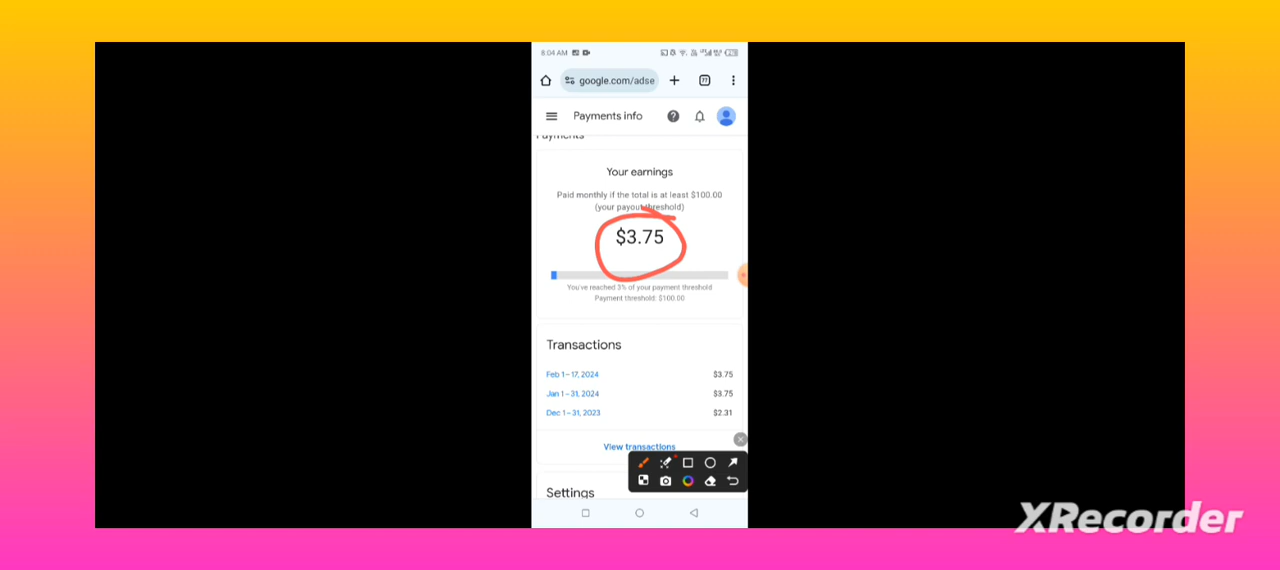 8:04 AM
google.com/adse
77
Payments info
Payments
Your earnings
Paid monthly if the total is at least $100.00
(your payout threshold)
$3.75
You've reached 3% of your payment threshold
Payment threshold: $100.00
Transactions
Feb 1 – 17, 2024 $3.75
Jan 1 – 31, 2024 $3.75
Dec 1 – 31, 2023 $2.31
View transactions
Settings
XRecorder